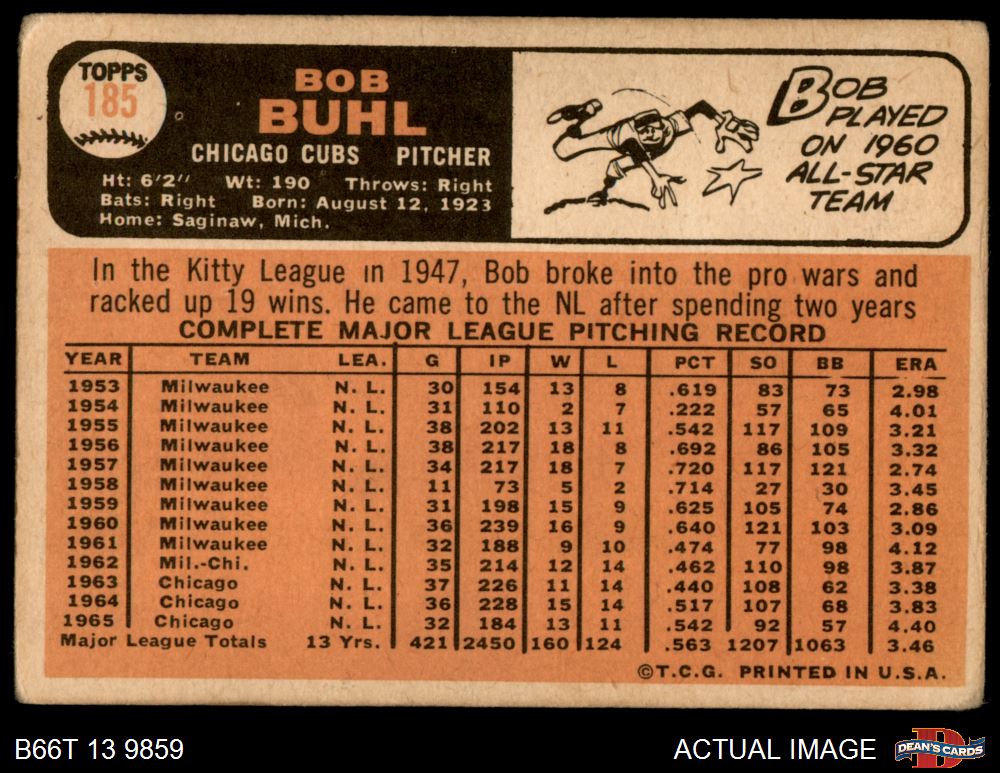 TOPPS
185
BOB
BUHL
CHICAGO CUBS PITCHER
Ht: 6'2" Wt: 190 Throws: Right
Bats: Right Born: August 12, 1923
Home: Saginaw, Mich.
BOB
PLAYED
ON 1960
ALL-STAR
TEAM
In the Kitty League in 1947, Bob broke into the pro wars and
racked up 19 wins. He came to the NL after spending two years
COMPLETE MAJOR LEAGUE PITCHING RECORD
YEAR TEAM LEA. G IP W L PCT SO BB ERA
1953 Milwaukee N. L. 30 154 13 8 .619 83 73 2.98
1954 Milwaukee N. L. 31 110 2 7 .222 57 65 4.01
1955 Milwaukee N. L. 38 202 13 11 .542 117 109 3.21
1956 Milwaukee N. L. 38 217 18 8 .692 86 105 3.32
1957 Milwaukee N. L. 34 217 18 7 .720 117 121 2.74
1958 Milwaukee N. L. 11 73 5 2 .714 27 30 3.45
1959 Milwaukee N. L. 31 198 15 9 .625 105 74 2.86
1960 Milwaukee N. L. 36 239 16 9 .640 121 103 3.09
1961 Milwaukee N. L. 32 188 9 10 .474 77 98 4.12
1962 Mil.-Chi. N. L. 35 214 12 14 .462 110 98 3.87
1963 Chicago N. L. 37 226 11 14 .440 108 62 3.38
1964 Chicago N. L. 36 228 15 14 .517 107 68 3.83
1965 Chicago N. L. 32 184 13 11 .542 92 57 4.40
Major League Totals 13 Yrs. 421 2450 160 124 .563 1207 1063 3.46
©T.C.G. PRINTED IN U.S.A.
B66T 13 9859
ACTUAL IMAGE
D
DEAN'S CARDS